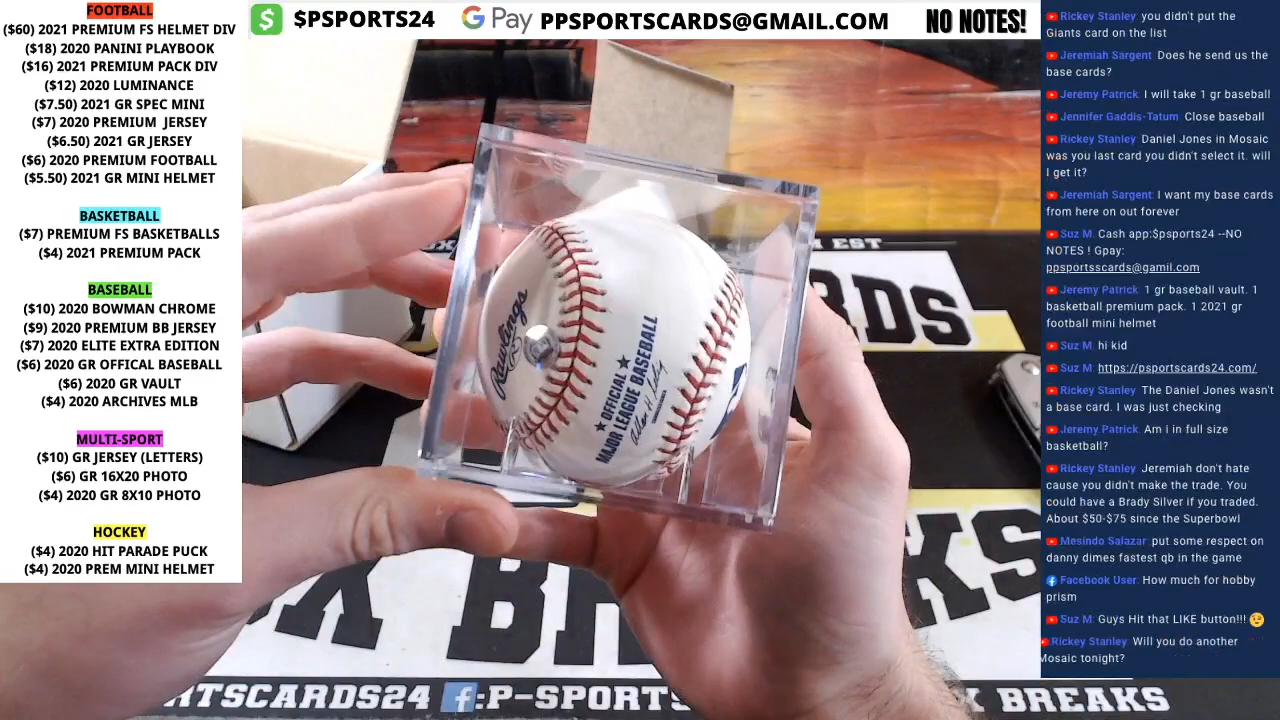 FOOTBALL
($60) 2021 PREMIUM FS HELMET DIV
($18) 2020 PANINI PLAYBOOK
($16) 2021 PREMIUM PACK DIV
($12) 2020 LUMINANCE
($7.50) 2021 GR SPEC MINI
($7) 2020 PREMIUM JERSEY
($6.50) 2021 GR JERSEY
($6) 2020 PREMIUM FOOTBALL
($5.50) 2021 GR MINI HELMET
BASKETBALL
($7) PREMIUM FS BASKETBALLS
($4) 2021 PREMIUM PACK
BASEBALL
($10) 2020 BOWMAN CHROME
($9) 2020 PREMIUM BB JERSEY
($7) 2020 ELITE EXTRA EDITION
($6) 2020 GR OFFICAL BASEBALL
($6) 2020 GR VAULT
($4) 2020 ARCHIVES MLB
MULTI-SPORT
($10) GR JERSEY (LETTERS)
($6) GR 16X20 PHOTO
($4) 2020 GR 8X10 PHOTO
HOCKEY
($4) 2020 HIT PARADE PUCK
($4) 2020 PREM MINI HELMET
$PSPORTS24
G Pay PPSPORTSCARDS@GMAIL.COM
NO NOTES!
Rawlings
OFFICIAL
MAJOR LEAGUE BASEBALL
EST
RDS
X BR
KS
RTSCARDS24 f:P-SPORTS
X BREAKS
Rickey Stanley: you didn't put the
Giants card on the list
Jeremiah Sargent: Does he send us the
base cards?
Jeremy Patrick: I will take 1 gr baseball
Jennifer Gaddis-Tatum: Close baseball
Rickey Stanley: Daniel Jones in Mosaic
was you last card you didn't select it. will
I get it?
Jeremiah Sargent: I want my base cards
from here on out forever
Suz M: Cash app:$psports24 --NO
NOTES ! Gpay:
ppsportsscards@gamil.com
Jeremy Patrick: 1 gr baseball vault. 1
basketball premium pack. 1 2021 gr
football mini helmet
Suz M: hi kid
Suz M: https://psportscards24.com/
Rickey Stanley: The Daniel Jones wasn't
a base card. I was just checking
Jeremy Patrick: Am i in full size
basketball?
Rickey Stanley: Jeremiah don't hate
cause you didn't make the trade. You
could have a Brady Silver if you traded.
About $50-$75 since the Superbowl
Mesindo Salazar: put some respect on
danny dimes fastest qb in the game
Facebook User: How much for hobby
prism
Suz M: Guys Hit that LIKE button!!! 😏
Rickey Stanley: Will you do another
Mosaic tonight?